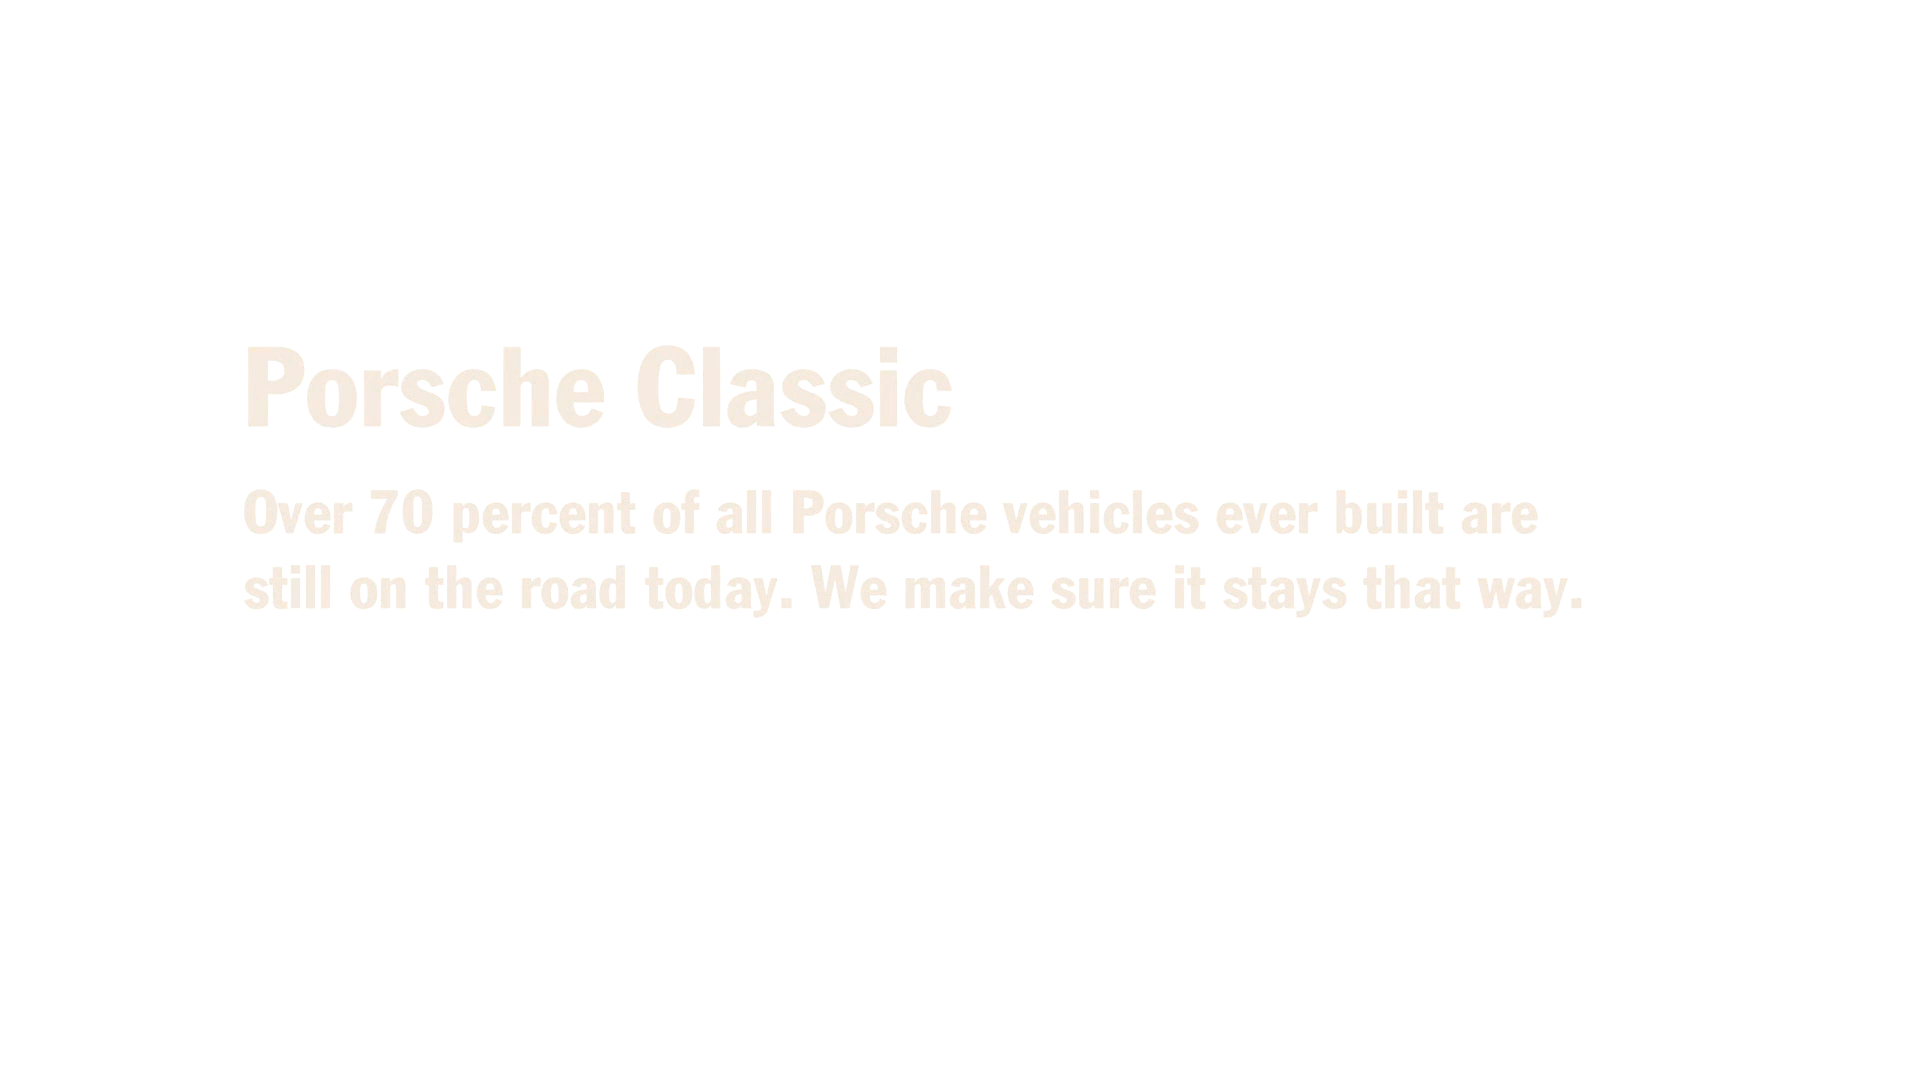 Porsche Classic
Over 70 percent of all Porsche vehicles ever built are
still on the road today. We make sure it stays that way.